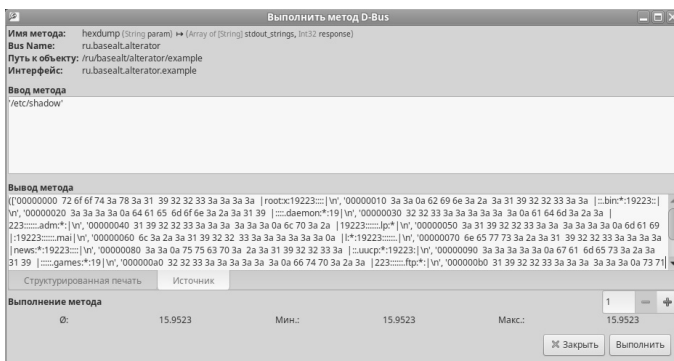 Выполнить метод D-Bus
Имя метода: hexdump (String param) ↦ (Array of [String] stdout_strings, Int32 response)
Bus Name: ru.basealt.alterator
Путь к объекту: /ru/basealt/alterator/example
Интерфейс: ru.basealt.alterator.example
Ввод метода
'/etc/shadow'
Вывод метода
(['00000000  72 6f 6f 74 3a 78 3a 31  39 32 32 33 3a 3a 3a 3a  |root:x:19223::::|\n', '00000010  3a 3a 0a 62 69 6e 3a 2a  3a 31 39 32 32 33 3a 3a  |::.bin:*:19223::|
\n', '00000020  3a 3a 3a 3a 0a 64 61 65  6d 6f 6e 3a 2a 3a 31 39  |::::.daemon:*:19|\n', '00000030  32 32 33 3a 3a 3a 3a 3a  3a 0a 61 64 6d 3a 2a 3a  |
223::::::.adm:*:|\n', '00000040  31 39 32 32 33 3a 3a 3a  3a 3a 3a 0a 6c 70 3a 2a  |19223::::::.lp:*|\n', '00000050  3a 31 39 32 32 33 3a 3a  3a 3a 3a 3a 0a 6d 61 69
|:19223::::::.mai|\n', '00000060  6c 3a 2a 3a 31 39 32 32  33 3a 3a 3a 3a 3a 3a 0a  |l:*:19223::::::.|\n', '00000070  6e 65 77 73 3a 2a 3a 31  39 32 32 33 3a 3a 3a 3a
|news:*:19223::::|\n', '00000080  3a 3a 0a 75 75 63 70 3a  2a 3a 31 39 32 32 33 3a  |::.uucp:*:19223:|\n', '00000090  3a 3a 3a 3a 3a 0a 67 61  6d 65 73 3a 2a 3a
31 39  |:::::.games:*:19|\n', '000000a0  32 32 33 3a 3a 3a 3a 3a  3a 0a 66 74 70 3a 2a 3a  |223::::::.ftp:*:|\n', '000000b0  31 39 32 32 33 3a 3a 3a  3a 3a 3a 0a 73 71
Структурированная печать Источник
Выполнение метода 1
Ø: 15.9523 Мин.: 15.9523 Макс.: 15.9523
Закрыть Выполнить